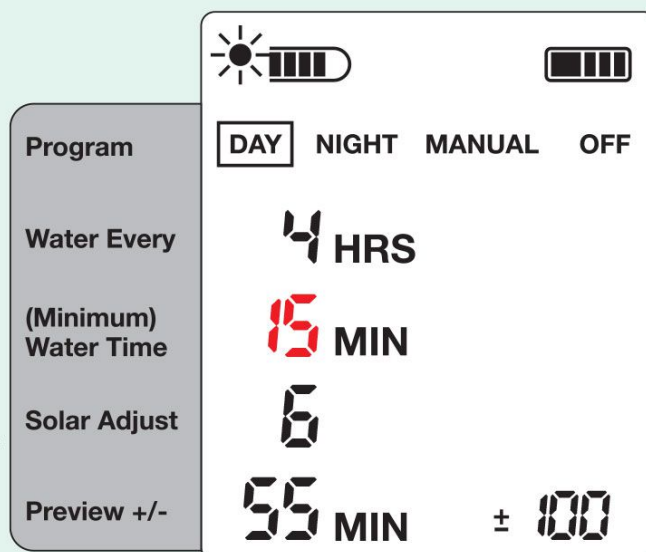 Program DAY NIGHT MANUAL OFF
Water Every 4 HRS
(Minimum)
Water Time 15 MIN
Solar Adjust 6
Preview +/- 55 MIN ± 100